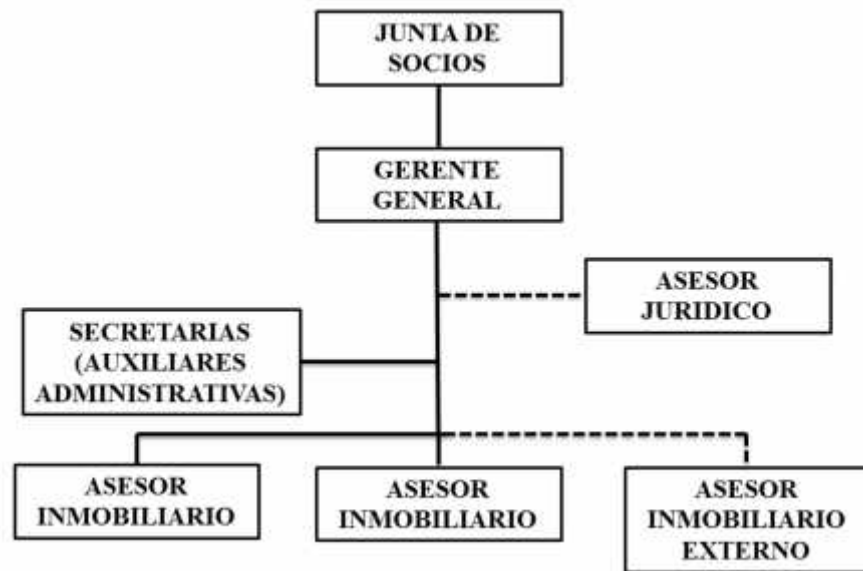 JUNTA DE
SOCIOS
GERENTE
GENERAL
ASESOR
JURIDICO
SECRETARIAS
(AUXILIARES
ADMINISTRATIVAS)
ASESOR
INMOBILIARIO
ASESOR
INMOBILIARIO
ASESOR
INMOBILIARIO
EXTERNO